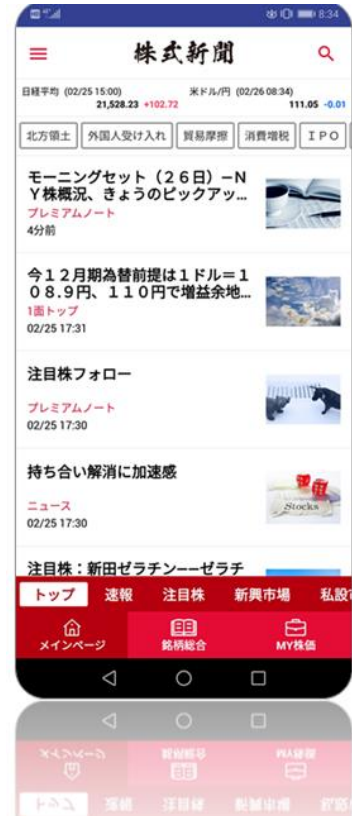 8:34
株式新聞
日経平均 (02/25 15:00)
21,528.23 +102.72
米ドル/円 (02/26 08:34)
111.05 -0.01
北方領土 外国人受け入れ 貿易摩擦 消費増税 IPO
モーニングセット（２６日）−Ｎ
Ｙ株概況、きょうのピックアッ...
プレミアムノート
4分前
今１２月期為替前提は１ドル＝１
０８.９円、１１０円で増益余地...
1面トップ
02/25 17:31
注目株フォロー
プレミアムノート
02/25 17:30
持ち合い解消に加速感
ニュース
02/25 17:30
Stocks
注目株：新田ゼラチンーーゼラチ
トップ 速報 注目株 新興市場 私設
メインページ 銘柄総合 MY株価